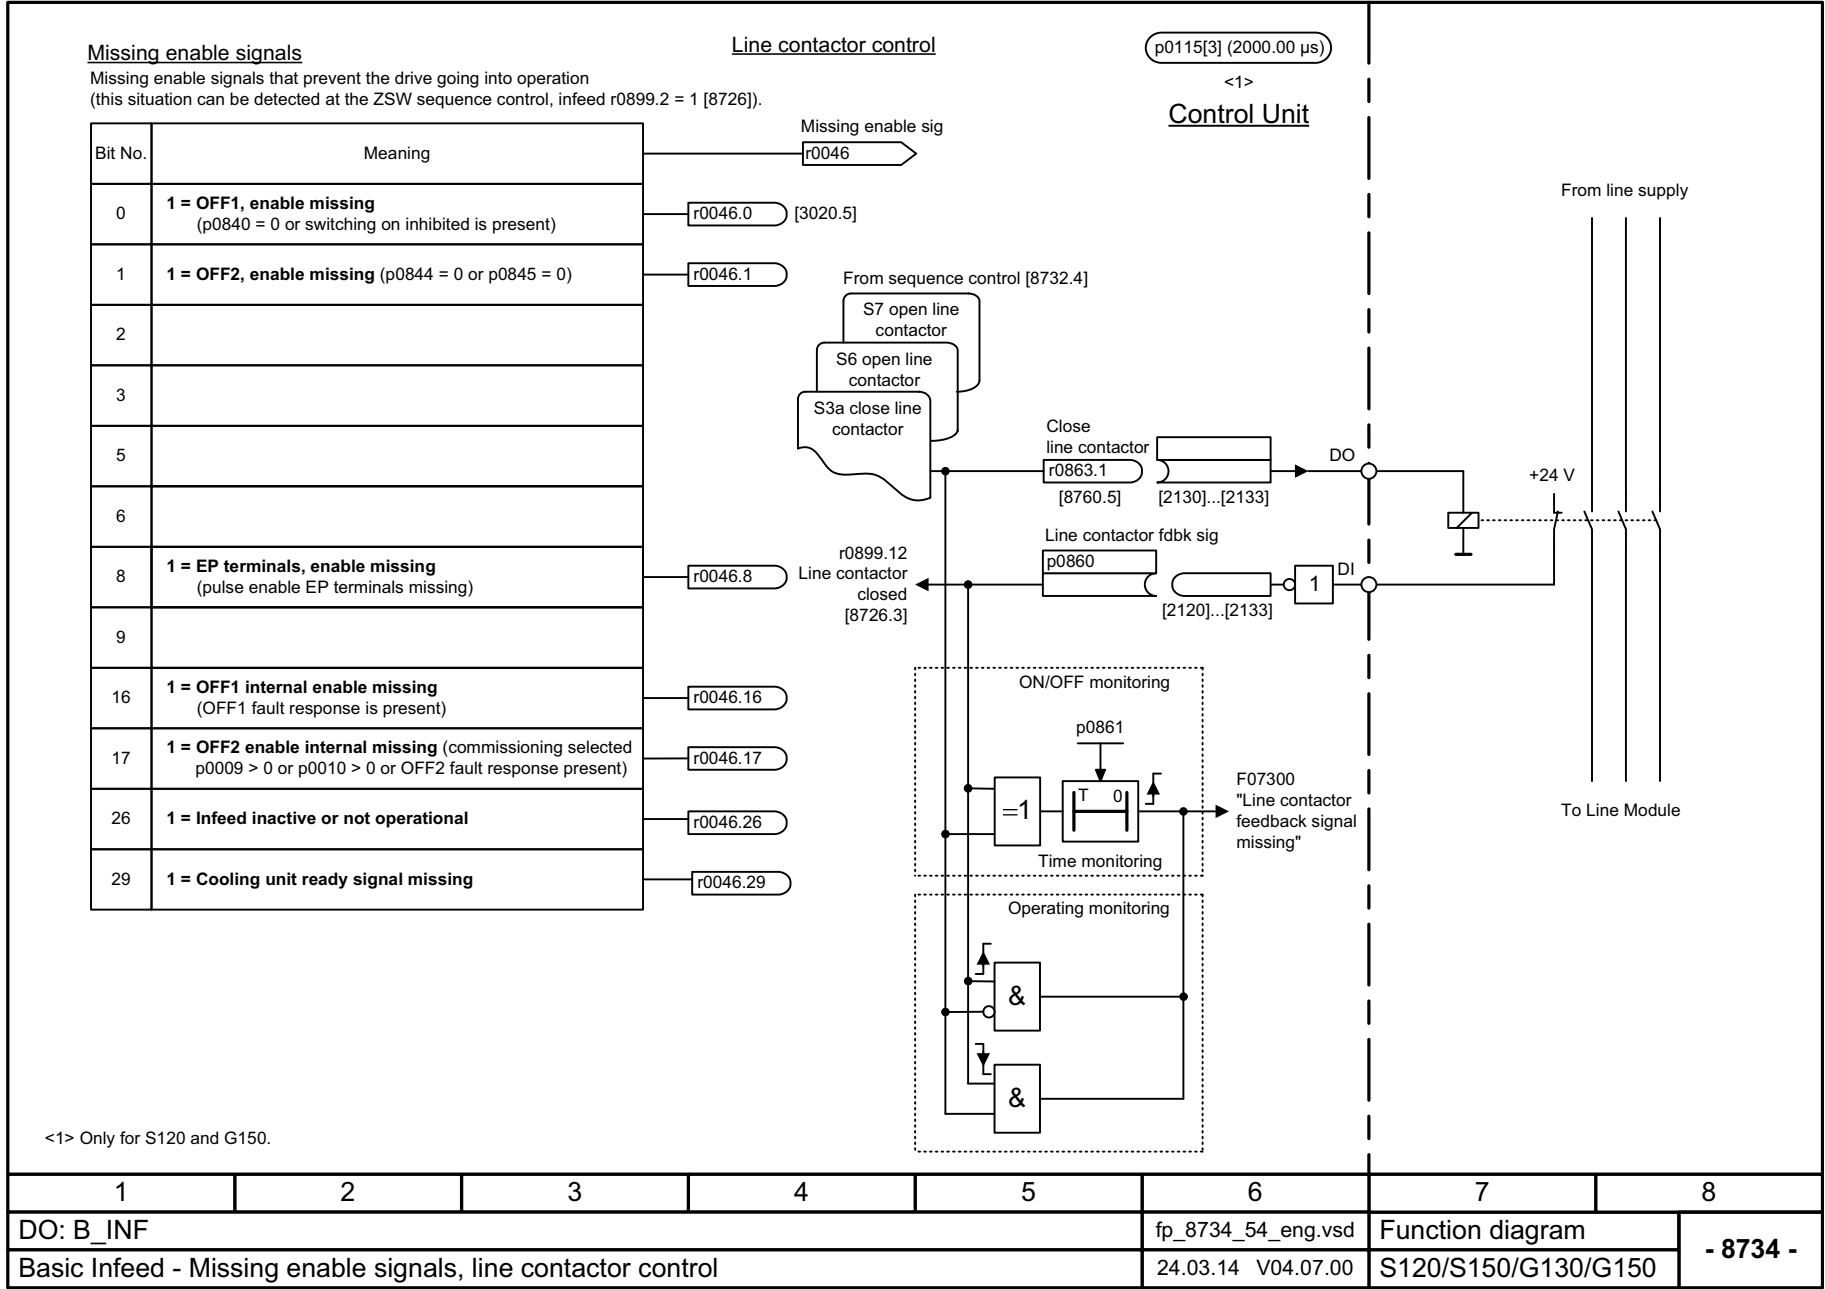 Missing enable signals
Missing enable signals that prevent the drive going into operation
(this situation can be detected at the ZSW sequence control, infeed r0899.2 = 1 [8726]).
Line contactor control
p0115[3] (2000.00 µs)
<1>
Control Unit
Bit No.
Meaning
Missing enable sig
r0046
0
1 = OFF1, enable missing
(p0840 = 0 or switching on inhibited is present)
r0046.0
[3020.5]
1
1 = OFF2, enable missing (p0844 = 0 or p0845 = 0)
r0046.1
2
3
5
6
8
1 = EP terminals, enable missing
(pulse enable EP terminals missing)
r0046.8
9
16
1 = OFF1 internal enable missing
(OFF1 fault response is present)
r0046.16
17
1 = OFF2 enable internal missing (commissioning selected
p0009 > 0 or p0010 > 0 or OFF2 fault response present)
r0046.17
26
1 = Infeed inactive or not operational
r0046.26
29
1 = Cooling unit ready signal missing
r0046.29
From sequence control [8732.4]
S7 open line
contactor
S6 open line
contactor
S3a close line
contactor
Close
line contactor
r0863.1
[8760.5]
[2130]...[2133]
DO
r0899.12
Line contactor
closed
[8726.3]
Line contactor fdbk sig
p0860
[2120]...[2133]
1
DI
+24 V
From line supply
To Line Module
ON/OFF monitoring
p0861
=1
T 0
Time monitoring
F07300
"Line contactor
feedback signal
missing"
Operating monitoring
&
&
<1> Only for S120 and G150.
1 2 3 4 5 6 7 8
DO: B_INF
fp_8734_54_eng.vsd
Function diagram
- 8734 -
Basic Infeed - Missing enable signals, line contactor control
24.03.14 V04.07.00
S120/S150/G130/G150